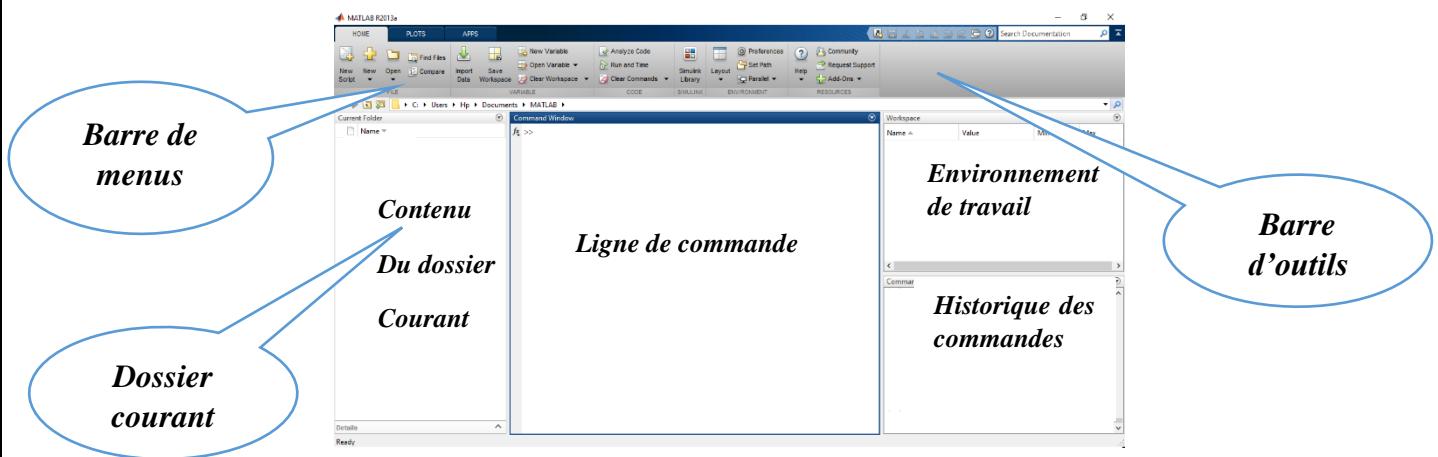 MATLAB R2013a
HOME PLOTS APPS
Search Documentation
New Script
New
Open
Find Files
Compare
Import Data
Save Workspace
New Variable
Open Variable
Clear Workspace
Analyze Code
Run and Time
Clear Commands
Simulink Library
Layout
Preferences
Set Path
Parallel
Help
Community
Request Support
Add-Ons
FILE VARIABLE CODE SIMULINK ENVIRONMENT RESOURCES
C: Users Hp Documents MATLAB
Current Folder
Name
Command Window
fx >>
Workspace
Name Value Max
Barre de
menus
Contenu
Du dossier
Courant
Ligne de commande
Environnement
de travail
Barre
d’outils
Historique des
commandes
Dossier
courant
Details
Ready